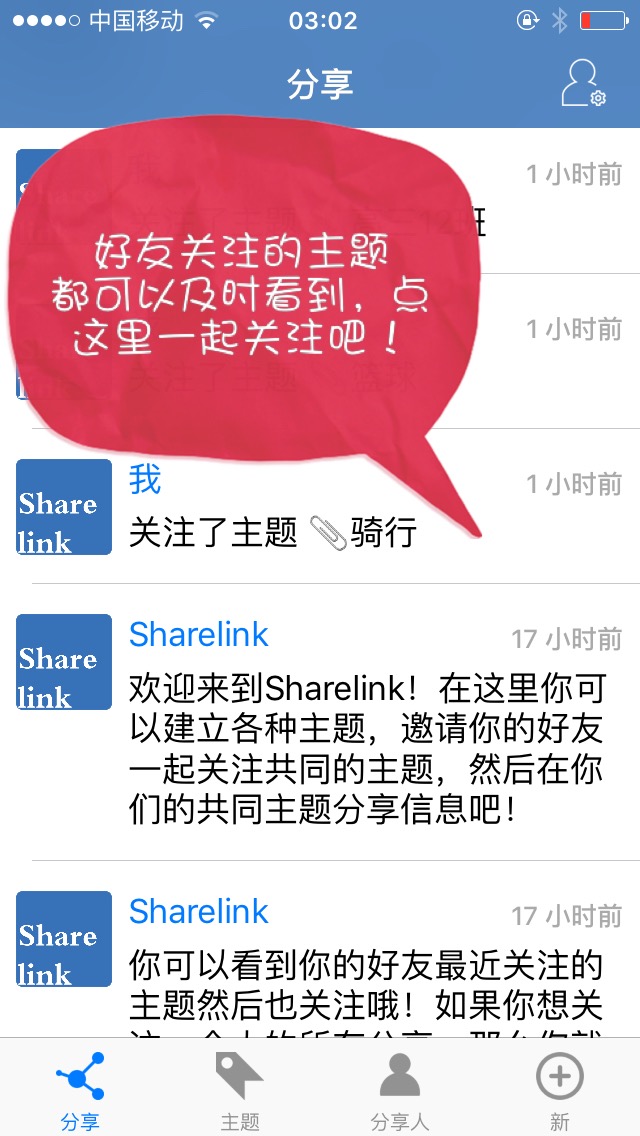 中国移动
03:02
分享
1 小时前
班
好友关注的主题
都可以及时看到，点
这里一起关注吧！
1 小时前
关注了主题
篮球
Share
link
我
1 小时前
关注了主题 骑行
Share
link
Sharelink
17 小时前
欢迎来到Sharelink！在这里你可
以建立各种主题，邀请你的好友
一起关注共同的主题，然后在你
们的共同主题分享信息吧！
Share
link
Sharelink
17 小时前
你可以看到你的好友最近关注的
主题然后也关注哦！如果你想关
分享
主题
分享人
新